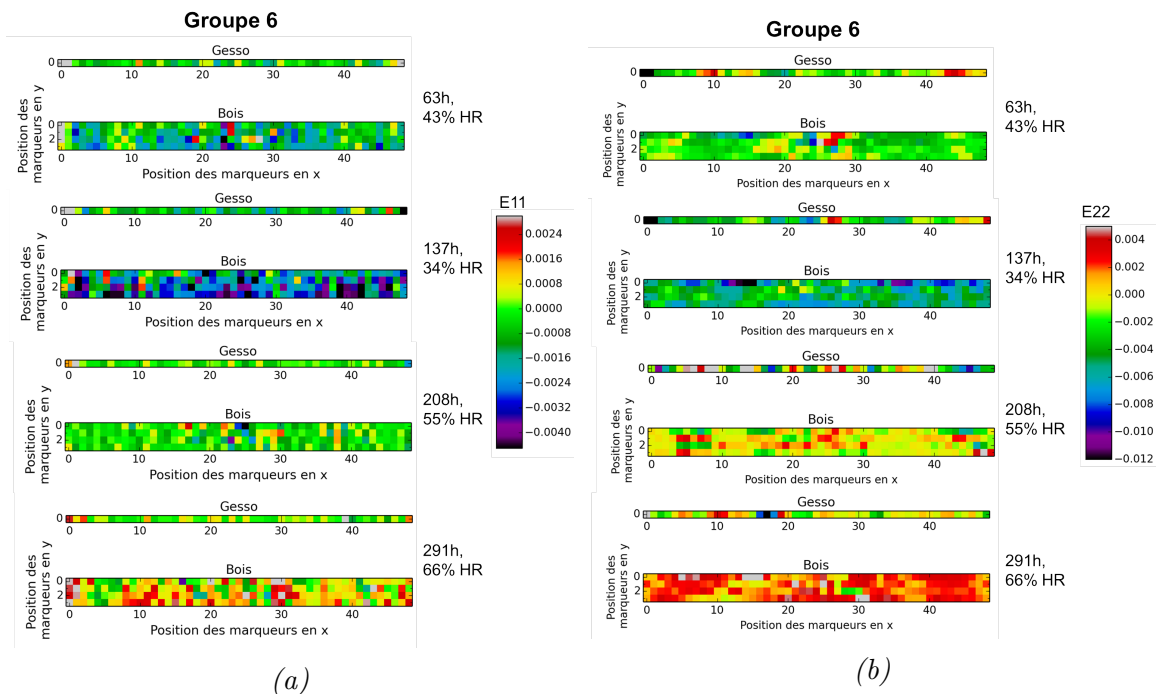 Groupe 6
Gesso
0
0 10 20 30 40
Bois
0
2
0 10 20 30 40
Position des marqueurs en x
Position des
marqueurs en y
63h,
43% HR
Gesso
0
0 10 20 30 40
Bois
0
2
0 10 20 30 40
Position des marqueurs en x
Position des
marqueurs en y
137h,
34% HR
Gesso
0
0 10 20 30 40
Bois
0
2
0 10 20 30 40
Position des marqueurs en x
Position des
marqueurs en y
208h,
55% HR
Gesso
0
0 10 20 30 40
Bois
0
2
0 10 20 30 40
Position des marqueurs en x
Position des
marqueurs en y
291h,
66% HR
E11
0.0024
0.0016
0.0008
0.0000
−0.0008
−0.0016
−0.0024
−0.0032
−0.0040
(a)
Groupe 6
Gesso
0
0 10 20 30 40
Bois
0
2
0 10 20 30 40
Position des marqueurs en x
Position des
marqueurs en y
63h,
43% HR
Gesso
0
0 10 20 30 40
Bois
0
2
0 10 20 30 40
Position des marqueurs en x
Position des
marqueurs en y
137h,
34% HR
Gesso
0
0 10 20 30 40
Bois
0
2
0 10 20 30 40
Position des marqueurs en x
Position des
marqueurs en y
208h,
55% HR
Gesso
0
0 10 20 30 40
Bois
0
2
0 10 20 30 40
Position des marqueurs en x
Position des
marqueurs en y
291h,
66% HR
E22
0.004
0.002
0.000
−0.002
−0.004
−0.006
−0.008
−0.010
−0.012
(b)